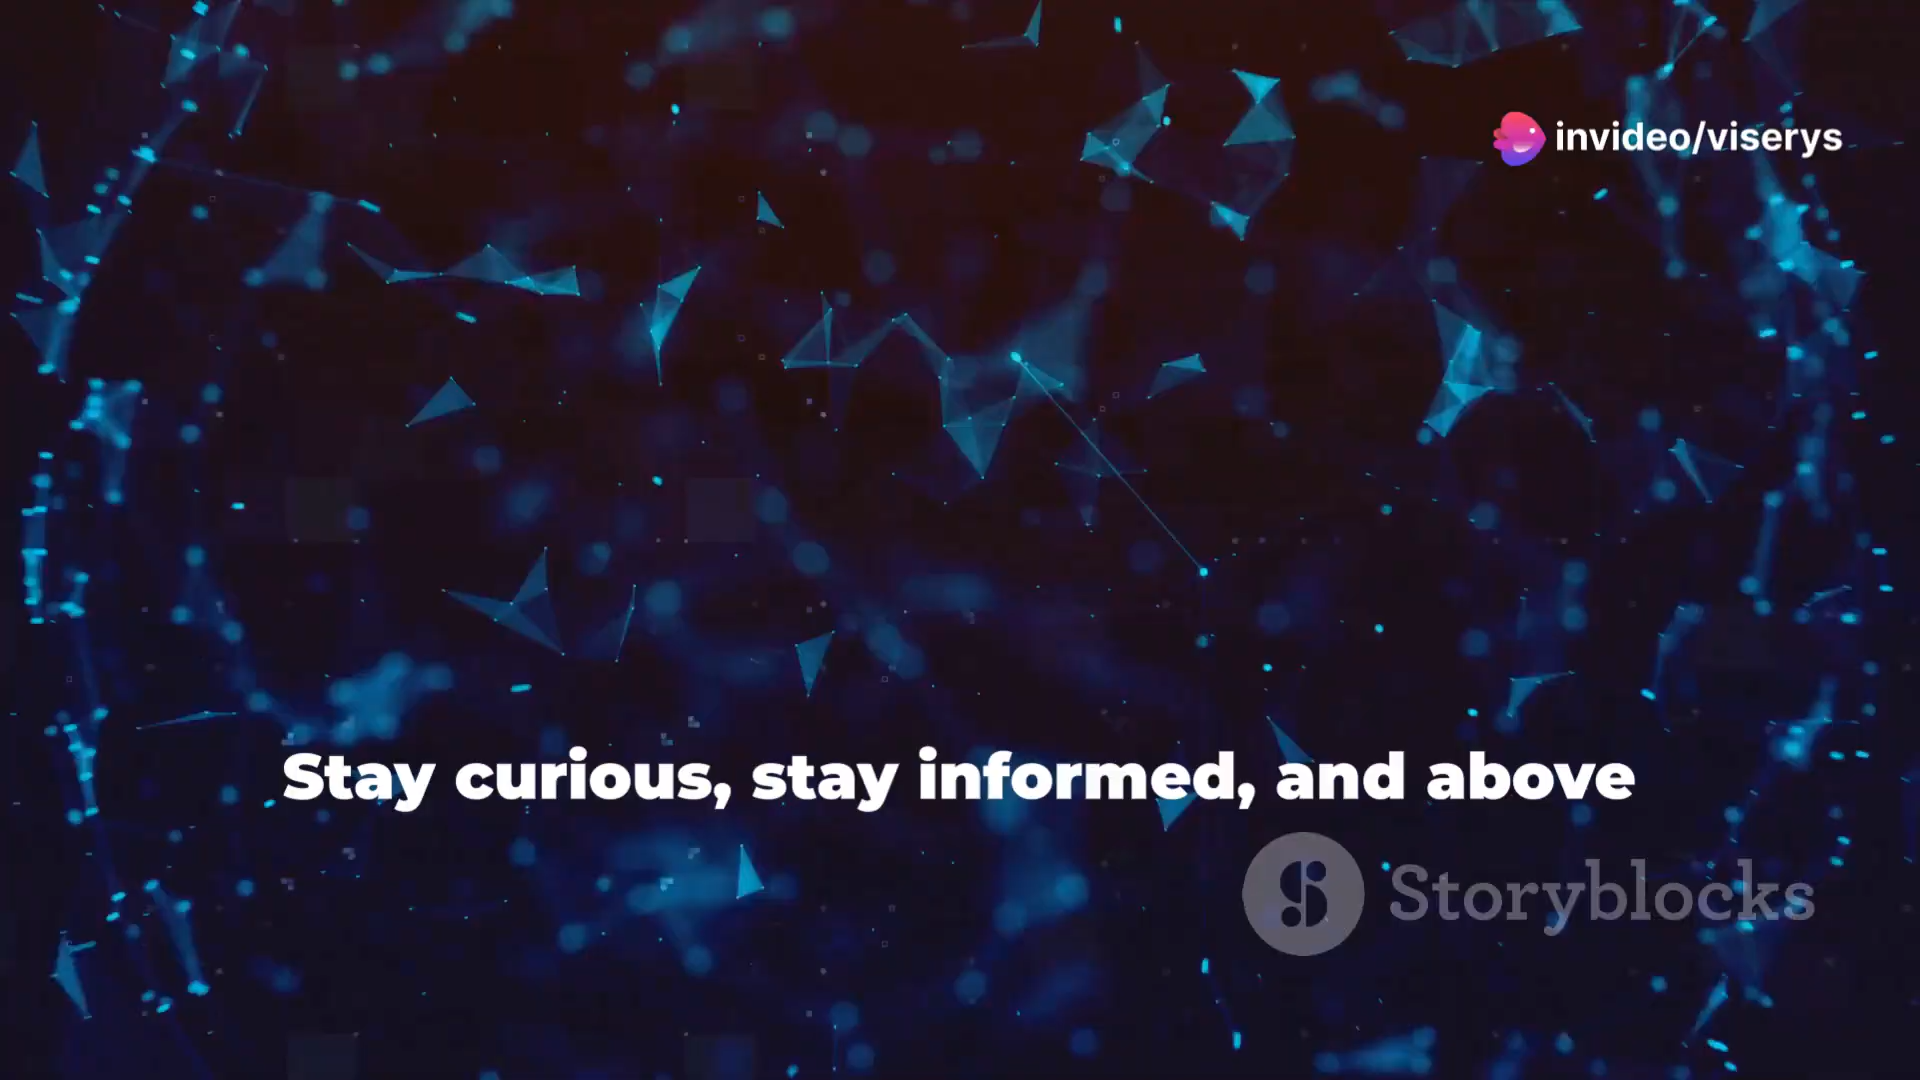 invideo/viserys
Stay curious, stay informed, and above
Storyblocks